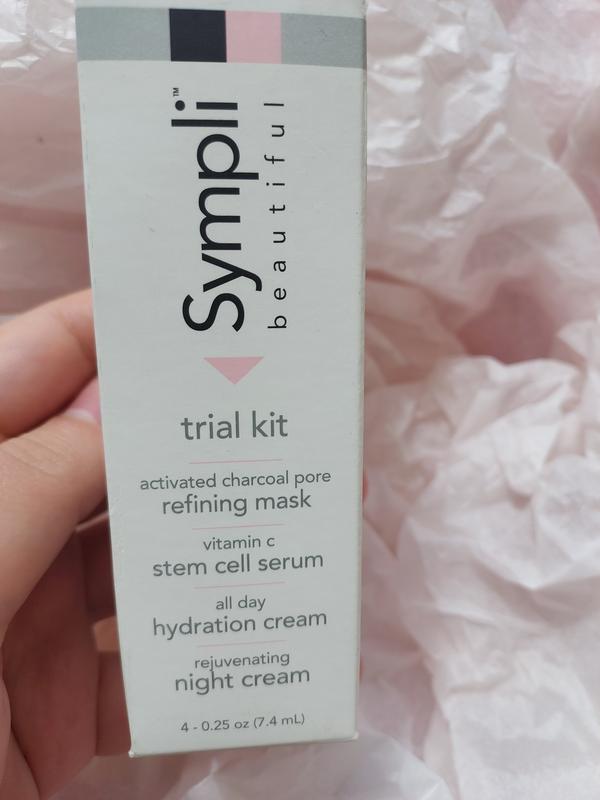 Sympli™
beautiful
trial kit
activated charcoal pore
refining mask
vitamin c
stem cell serum
all day
hydration cream
rejuvenating
night cream
4 - 0.25 oz (7.4 mL)